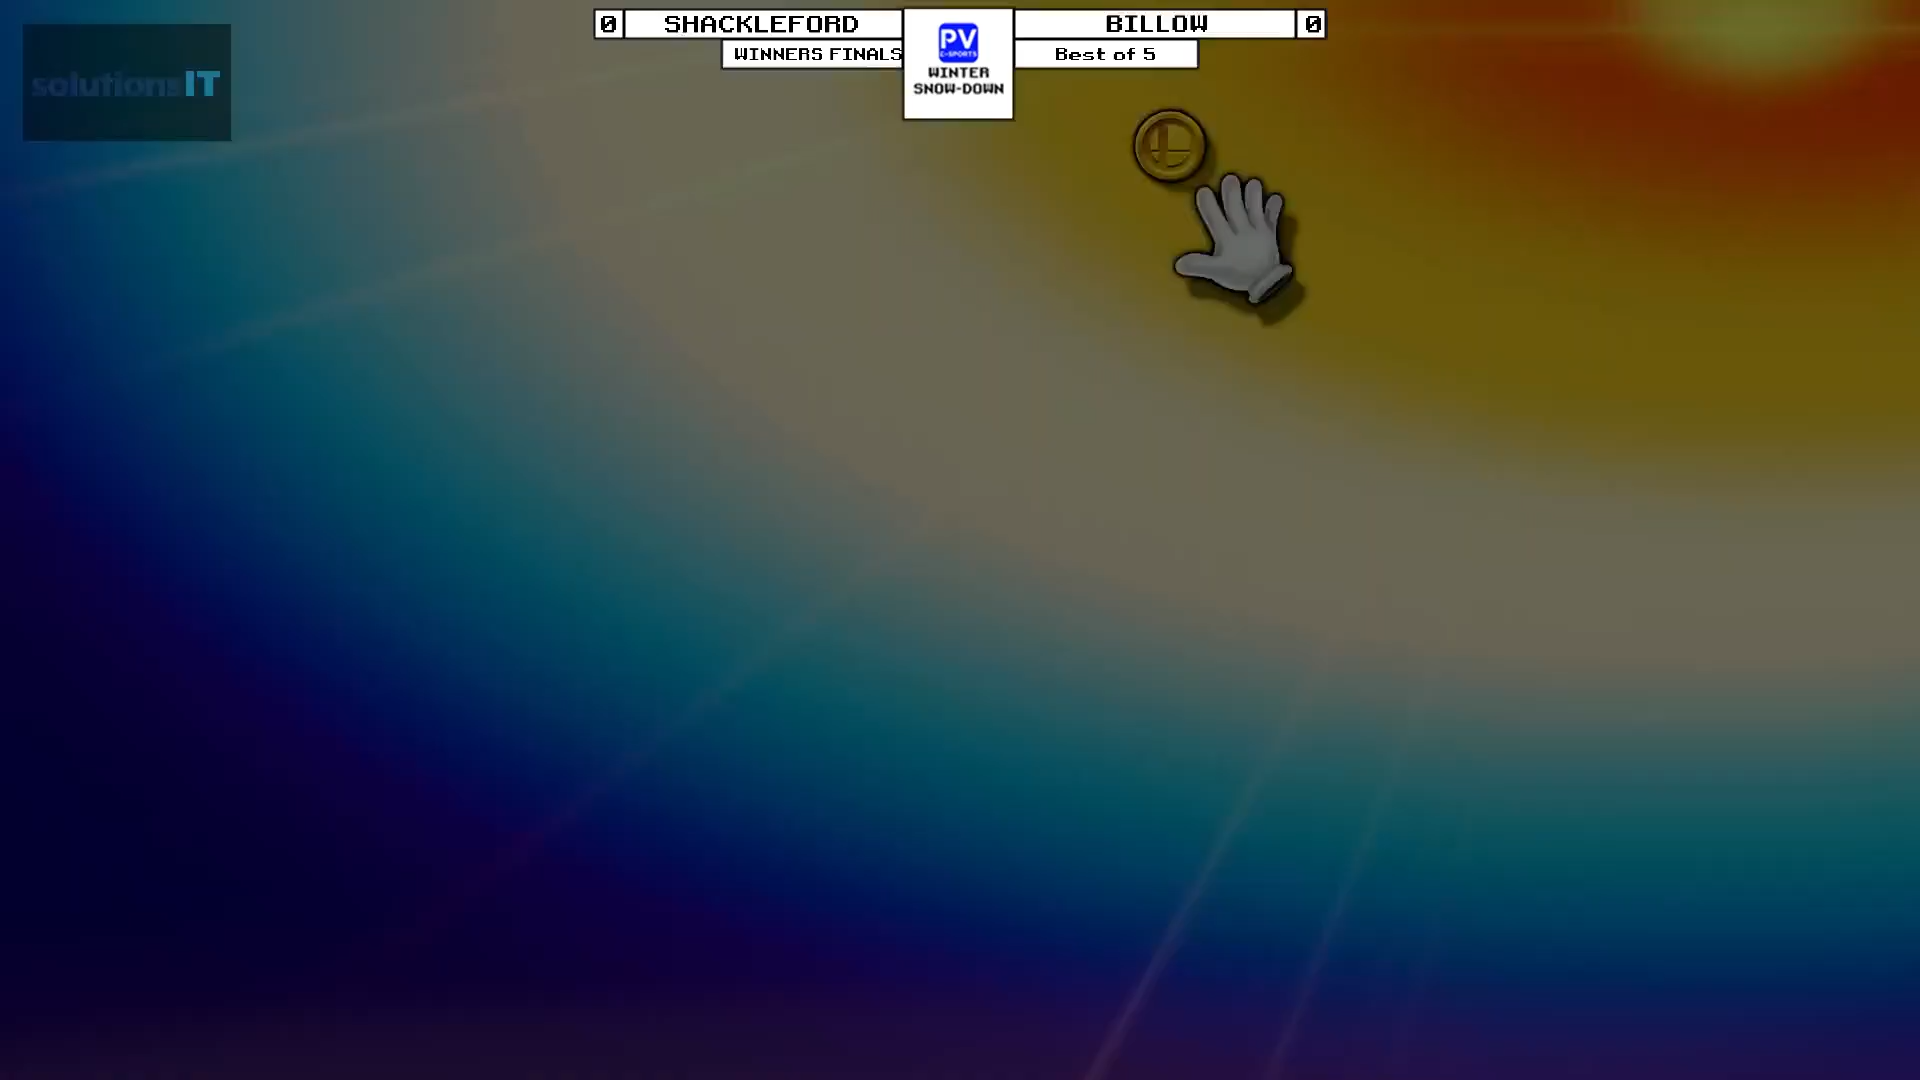 0 SHACKLEFORD
BILLOW 0
WINNERS FINALS
Best of 5
PV
E-SPORTS
WINTER
SNOW-DOWN
solutionsIT